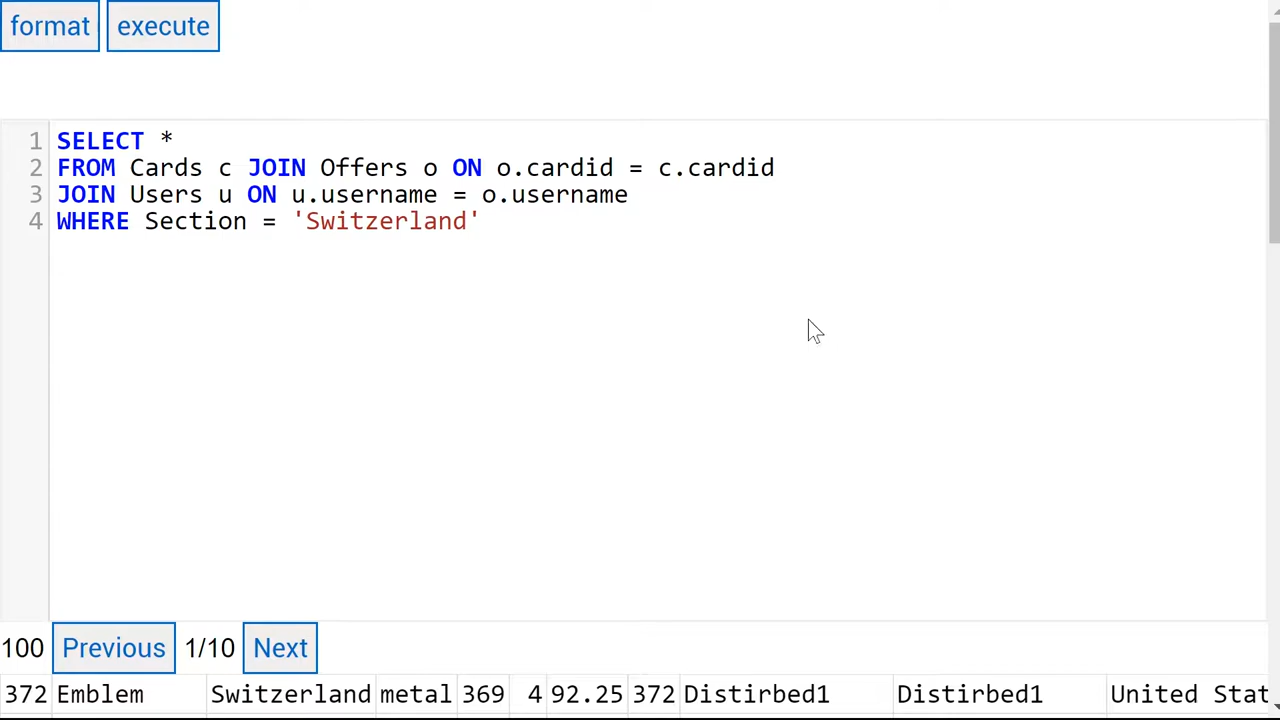 format execute
1 SELECT *
2 FROM Cards c JOIN Offers o ON o.cardid = c.cardid
3 JOIN Users u ON u.username = o.username
4 WHERE Section = 'Switzerland'
100 Previous 1/10 Next
372 Emblem Switzerland metal 369 4 92.25 372 Distirbed1 Distirbed1 United Stat